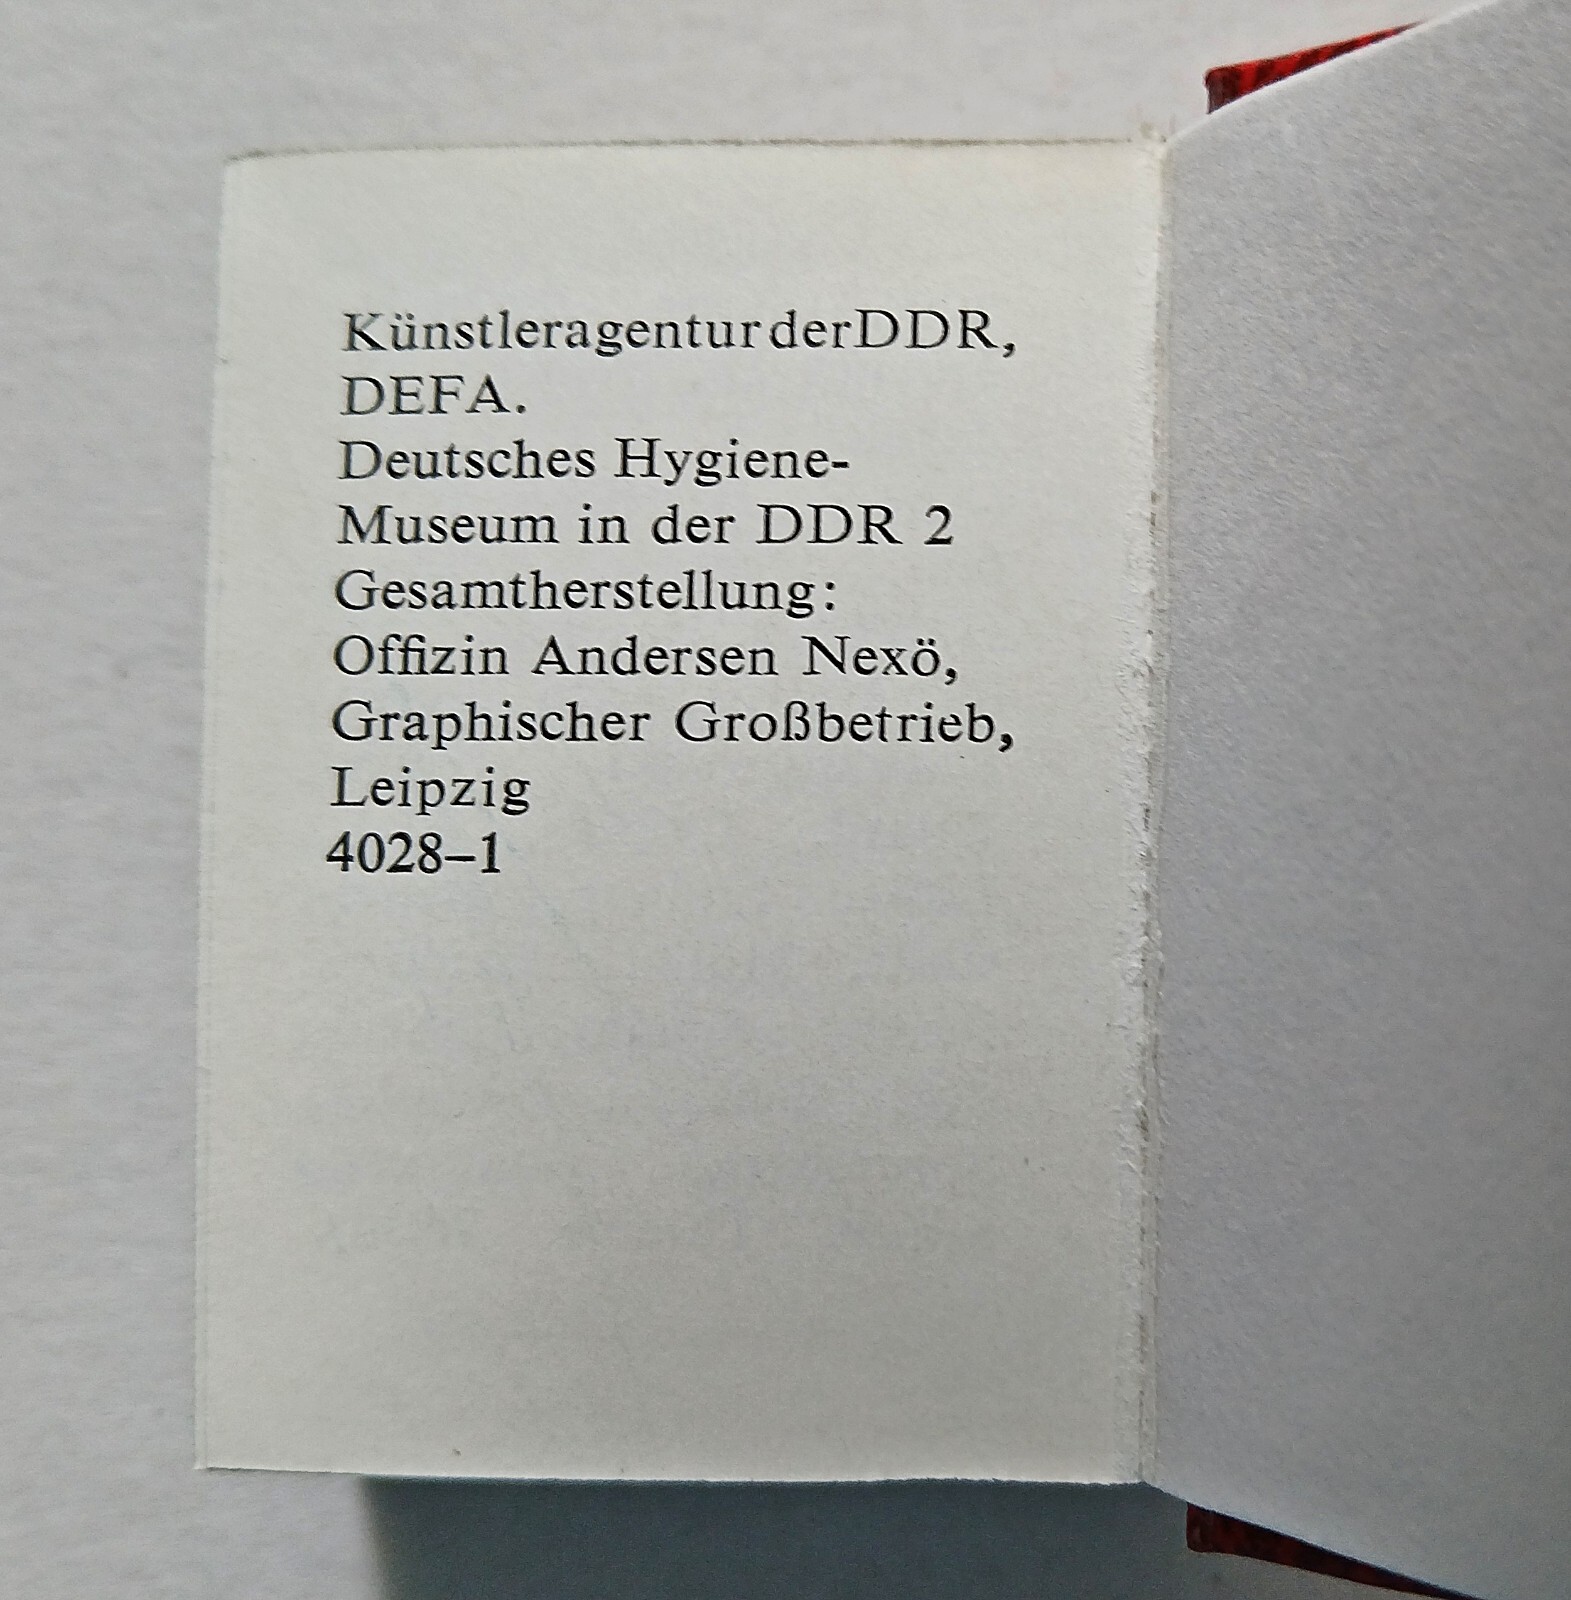 Künstleragentur der DDR,
DEFA.
Deutsches Hygiene-
Museum in der DDR 2
Gesamtherstellung:
Offizin Andersen Nexö,
Graphischer Großbetrieb,
Leipzig
4028–1